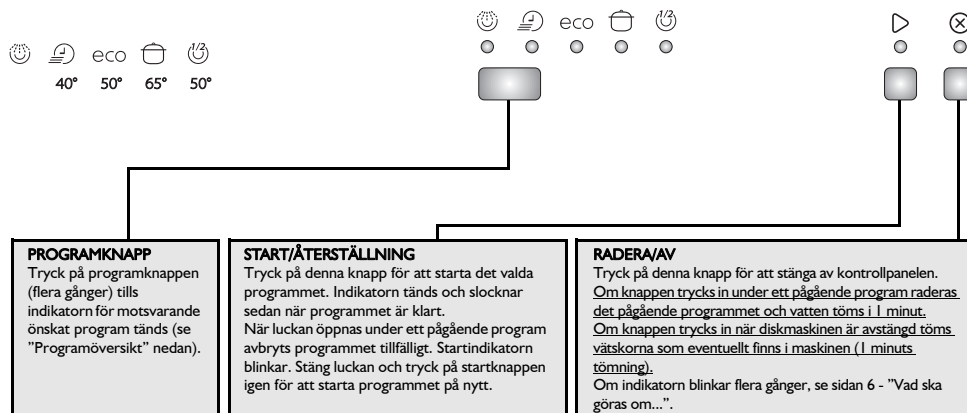 1/2
eco
1/2
eco
40° 50° 65° 50°
PROGRAMKNAPP
Tryck på programknappen
(flera gånger) tills
indikatorn för motsvarande
önskat program tänds (se
”Programöversikt” nedan).
START/ÅTERSTÄLLNING
Tryck på denna knapp för att starta det valda
programmet. Indikatorn tänds och slocknar
sedan när programmet är klart.
När luckan öppnas under ett pågående program
avbryts programmet tillfälligt. Startindikatorn
blinkar. Stäng luckan och tryck på startknappen
igen för att starta programmet på nytt.
RADERA/AV
Tryck på denna knapp för att stänga av kontrollpanelen.
Om knappen trycks in under ett pågående program raderas
det pågående programmet och vatten töms i 1 minut.
Om knappen trycks in när diskmaskinen är avstängd töms
vätskorna som eventuellt finns i maskinen (1 minuts
tömning).
Om indikatorn blinkar flera gånger, se sidan 6 - ”Vad ska
göras om...”.